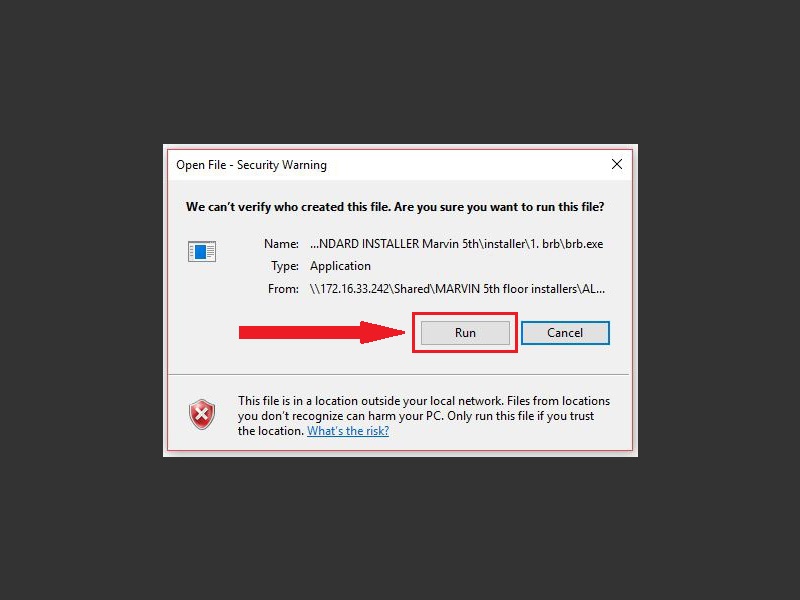 Open File - Security Warning
We can't verify who created this file. Are you sure you want to run this file?
Name: ...NDARD INSTALLER Marvin 5th\installer\1. brb\brb.exe
Type: Application
From: \\172.16.33.242\Shared\MARVIN 5th floor installers\AL...
Run Cancel
This file is in a location outside your local network. Files from locations
you don't recognize can harm your PC. Only run this file if you trust
the location. What's the risk?